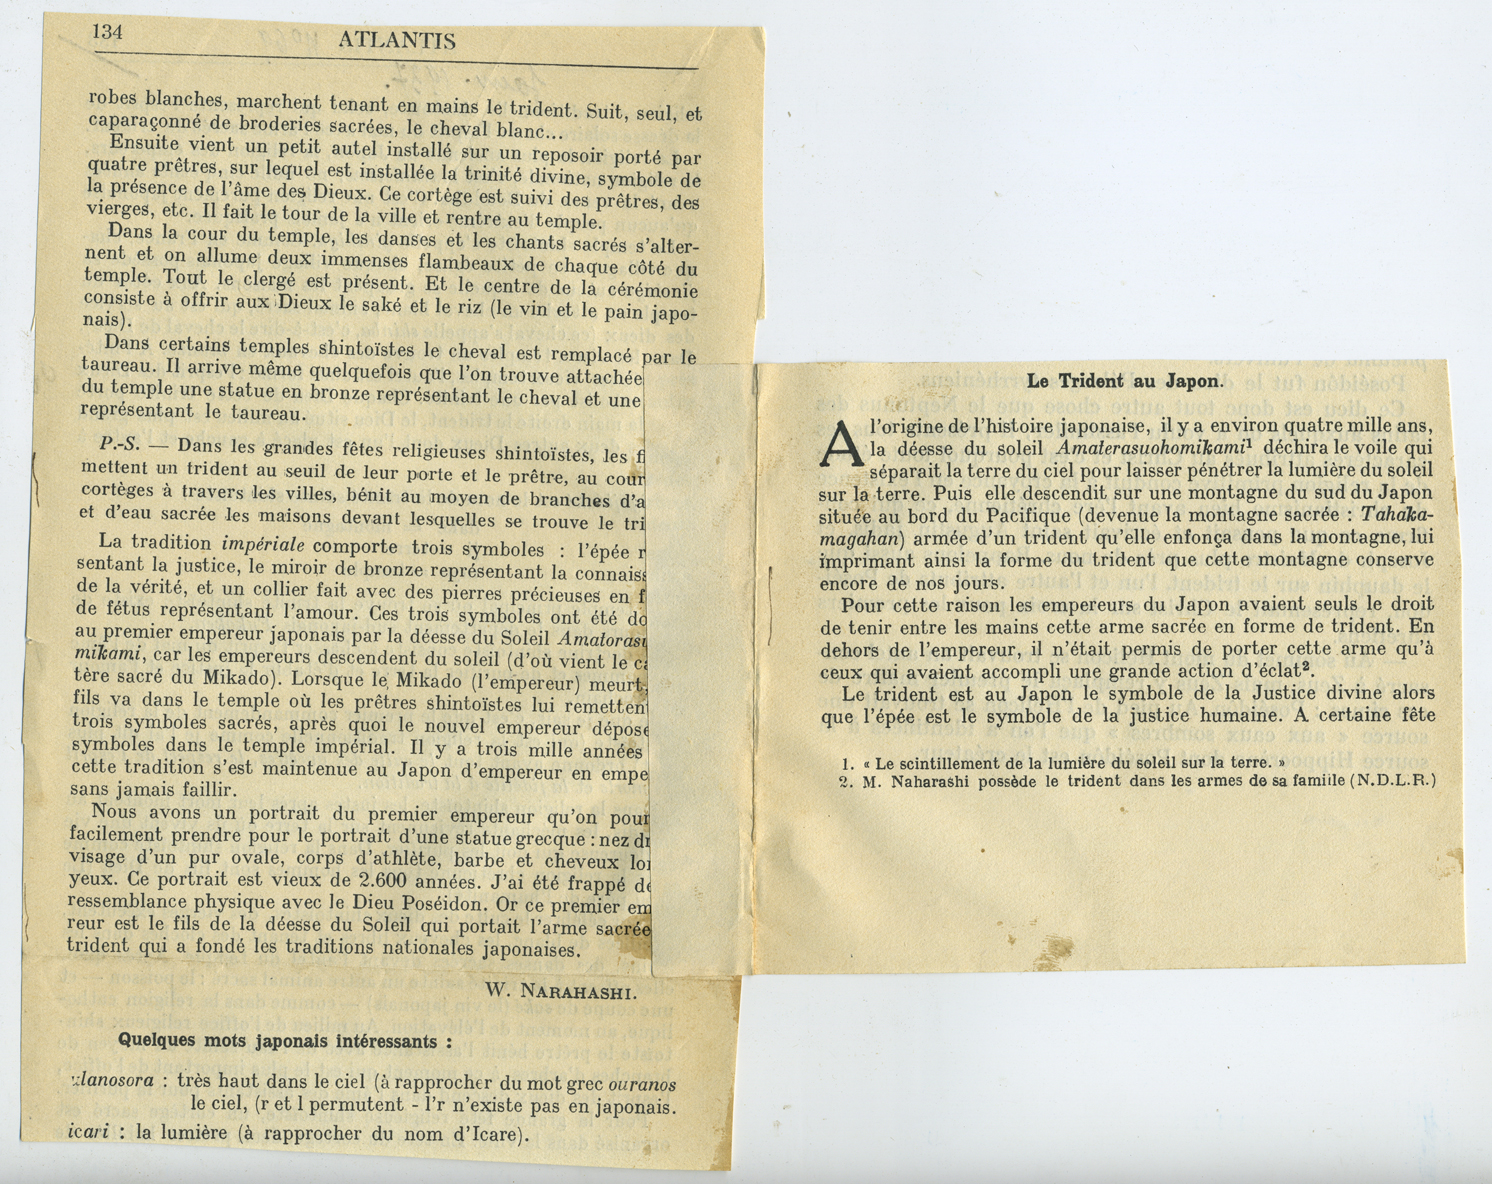 134
ATLANTIS
robes blanches, marchent tenant en mains le trident. Suit, seul, et
caparaçonné de broderies sacrées, le cheval blanc...
Ensuite vient un petit autel installé sur un reposoir porté par
quatre prêtres, sur lequel est installée la trinité divine, symbole de
la présence de l'âme des Dieux. Ce cortège est suivi des prêtres, des
vierges, etc. Il fait le tour de la ville et rentre au temple.
Dans la cour du temple, les danses et les chants sacrés s'alter-
nent et on allume deux immenses flambeaux de chaque côté du
temple. Tout le clergé est présent. Et le centre de la cérémonie
consiste à offrir aux Dieux le saké et le riz (le vin et le pain japo-
nais).
Dans certains temples shintoïstes le cheval est remplacé par le
taureau. Il arrive même quelquefois que l'on trouve attachée
du temple une statue en bronze représentant le cheval et une
représentant le taureau.
P.-S. — Dans les grandes fêtes religieuses shintoïstes, les
mettent un trident au seuil de leur porte et le prêtre, au cour
cortèges à travers les villes, bénit au moyen de branches d'a
et d'eau sacrée les maisons devant lesquelles se trouve le tri
La tradition impériale comporte trois symboles : l'épée r
sentant la justice, le miroir de bronze représentant la connais
de la vérité, et un collier fait avec des pierres précieuses en f
de fétus représentant l'amour. Ces trois symboles ont été do
au premier empereur japonais par la déesse du Soleil Amatoras
mikami, car les empereurs descendent du soleil (d'où vient le c
tère sacré du Mikado). Lorsque le Mikado (l'empereur) meurt,
fils va dans le temple où les prêtres shintoïstes lui remetten
trois symboles sacrés, après quoi le nouvel empereur dépose
symboles dans le temple impérial. Il y a trois mille années
cette tradition s'est maintenue au Japon d'empereur en empe
sans jamais faillir.
Nous avons un portrait du premier empereur qu'on pour
facilement prendre pour le portrait d'une statue grecque : nez d
visage d'un pur ovale, corps d'athlète, barbe et cheveux lo
yeux. Ce portrait est vieux de 2.600 années. J'ai été frappé de
ressemblance physique avec le Dieu Poséidon. Or ce premier em
reur est le fils de la déesse du Soleil qui portait l'arme sacrée
trident qui a fondé les traditions nationales japonaises.
W. NARAHASHI.
Quelques mots japonais intéressants :
lanosora : très haut dans le ciel (à rapprocher du mot grec ouranos
le ciel, (r et l permutent - l'r n'existe pas en japonais.
icari : la lumière (à rapprocher du nom d'Icare).
Le Trident au Japon.
A l'origine de l'histoire japonaise, il y a environ quatre mille ans,
la déesse du soleil Amaterasuohomikami¹ déchira le voile qui
séparait la terre du ciel pour laisser pénétrer la lumière du soleil
sur la terre. Puis elle descendit sur une montagne du sud du Japon
située au bord du Pacifique (devenue la montagne sacrée : Tahaka-
magahan) armée d'un trident qu'elle enfonça dans la montagne, lui
imprimant ainsi la forme du trident que cette montagne conserve
encore de nos jours.
Pour cette raison les empereurs du Japon avaient seuls le droit
de tenir entre les mains cette arme sacrée en forme de trident. En
dehors de l'empereur, il n'était permis de porter cette arme qu'à
ceux qui avaient accompli une grande action d'éclat².
Le trident est au Japon le symbole de la Justice divine alors
que l'épée est le symbole de la justice humaine. A certaine fête
1. « Le scintillement de la lumière du soleil sur la terre. »
2. M. Naharashi possède le trident dans les armes de sa famille (N.D.L.R.)